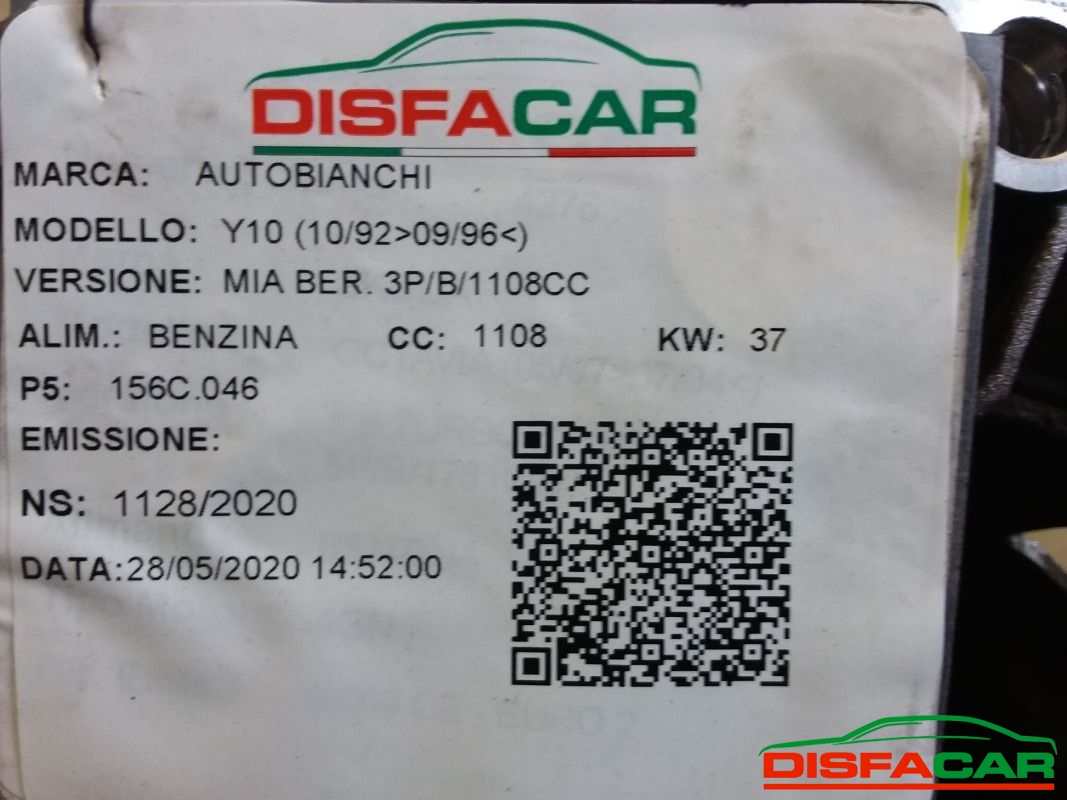 DISFACAR
MARCA: AUTOBIANCHI
MODELLO: Y10 (10/92>09/96<)
VERSIONE: MIA BER. 3P/B/1108CC
ALIM.: BENZINA CC: 1108 KW: 37
P5: 156C.046
EMISSIONE:
NS: 1128/2020
DATA:28/05/2020 14:52:00
DISFACAR